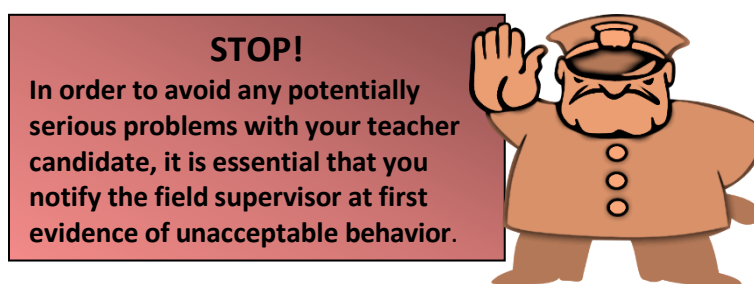 STOP!
In order to avoid any potentially
serious problems with your teacher
candidate, it is essential that you
notify the field supervisor at first
evidence of unacceptable behavior.